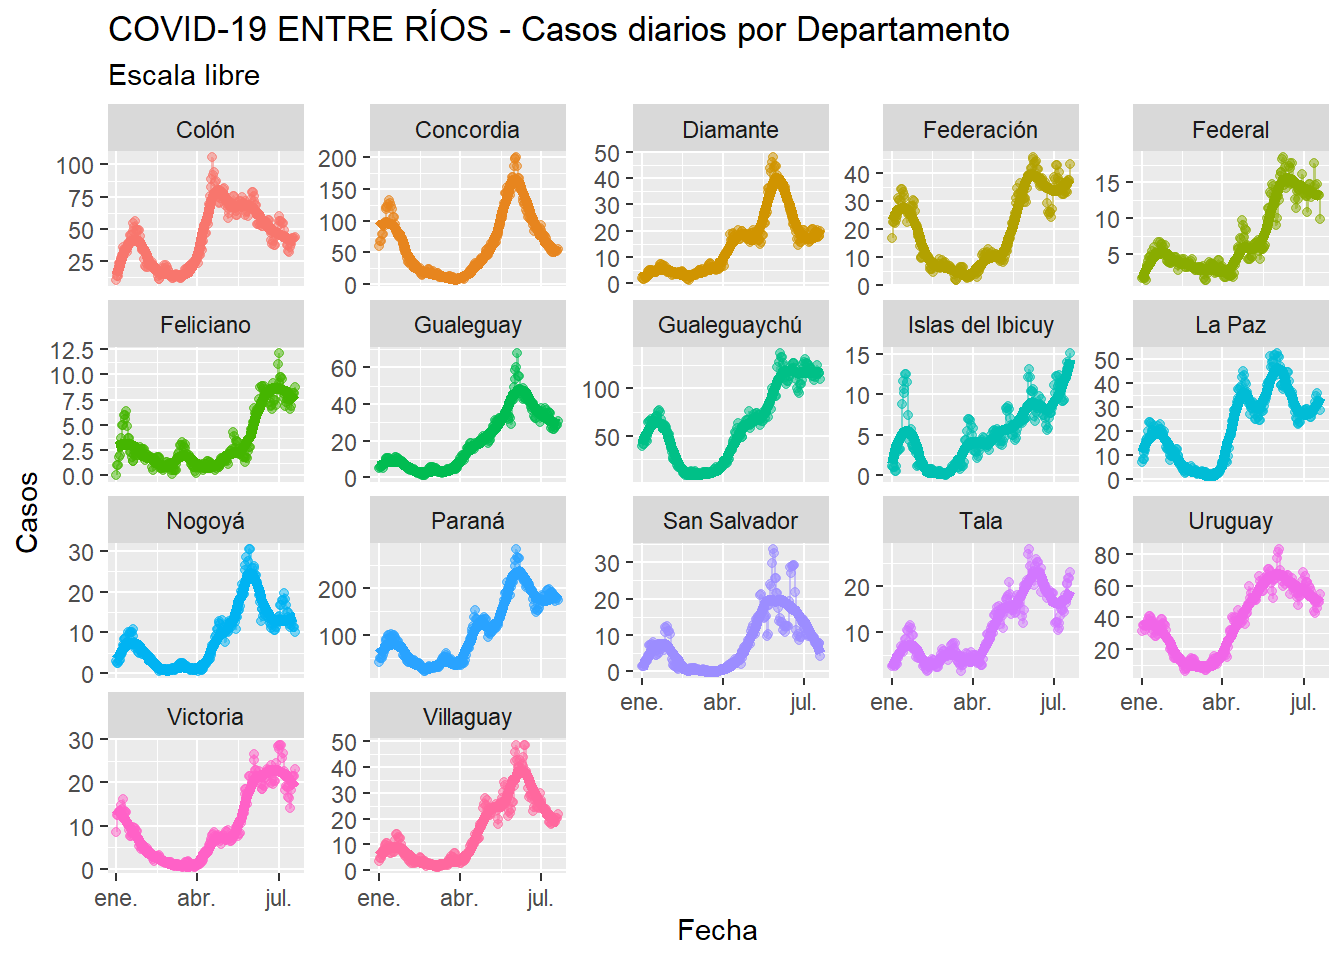 COVID-19 ENTRE RÍOS - Casos diarios por Departamento
Escala libre
Colón
Concordia
Diamante
Federación
Federal
100
75
50
25
200
150
100
50
0
50
40
30
20
10
0
40
30
20
10
0
15
10
5
Feliciano
Gualeguay
Gualeguaychú
Islas del Ibicuy
La Paz
12.5
10.0
7.5
5.0
2.5
0.0
60
40
20
0
100
50
15
10
5
0
50
40
30
20
10
0
Casos
Nogoyá
Paraná
San Salvador
Tala
Uruguay
30
20
10
0
200
100
30
20
10
0
20
10
80
60
40
20
ene. abr. jul.
ene. abr. jul.
ene. abr. jul.
Victoria
Villaguay
30
20
10
0
50
40
30
20
10
0
ene. abr. jul.
ene. abr. jul.
Fecha